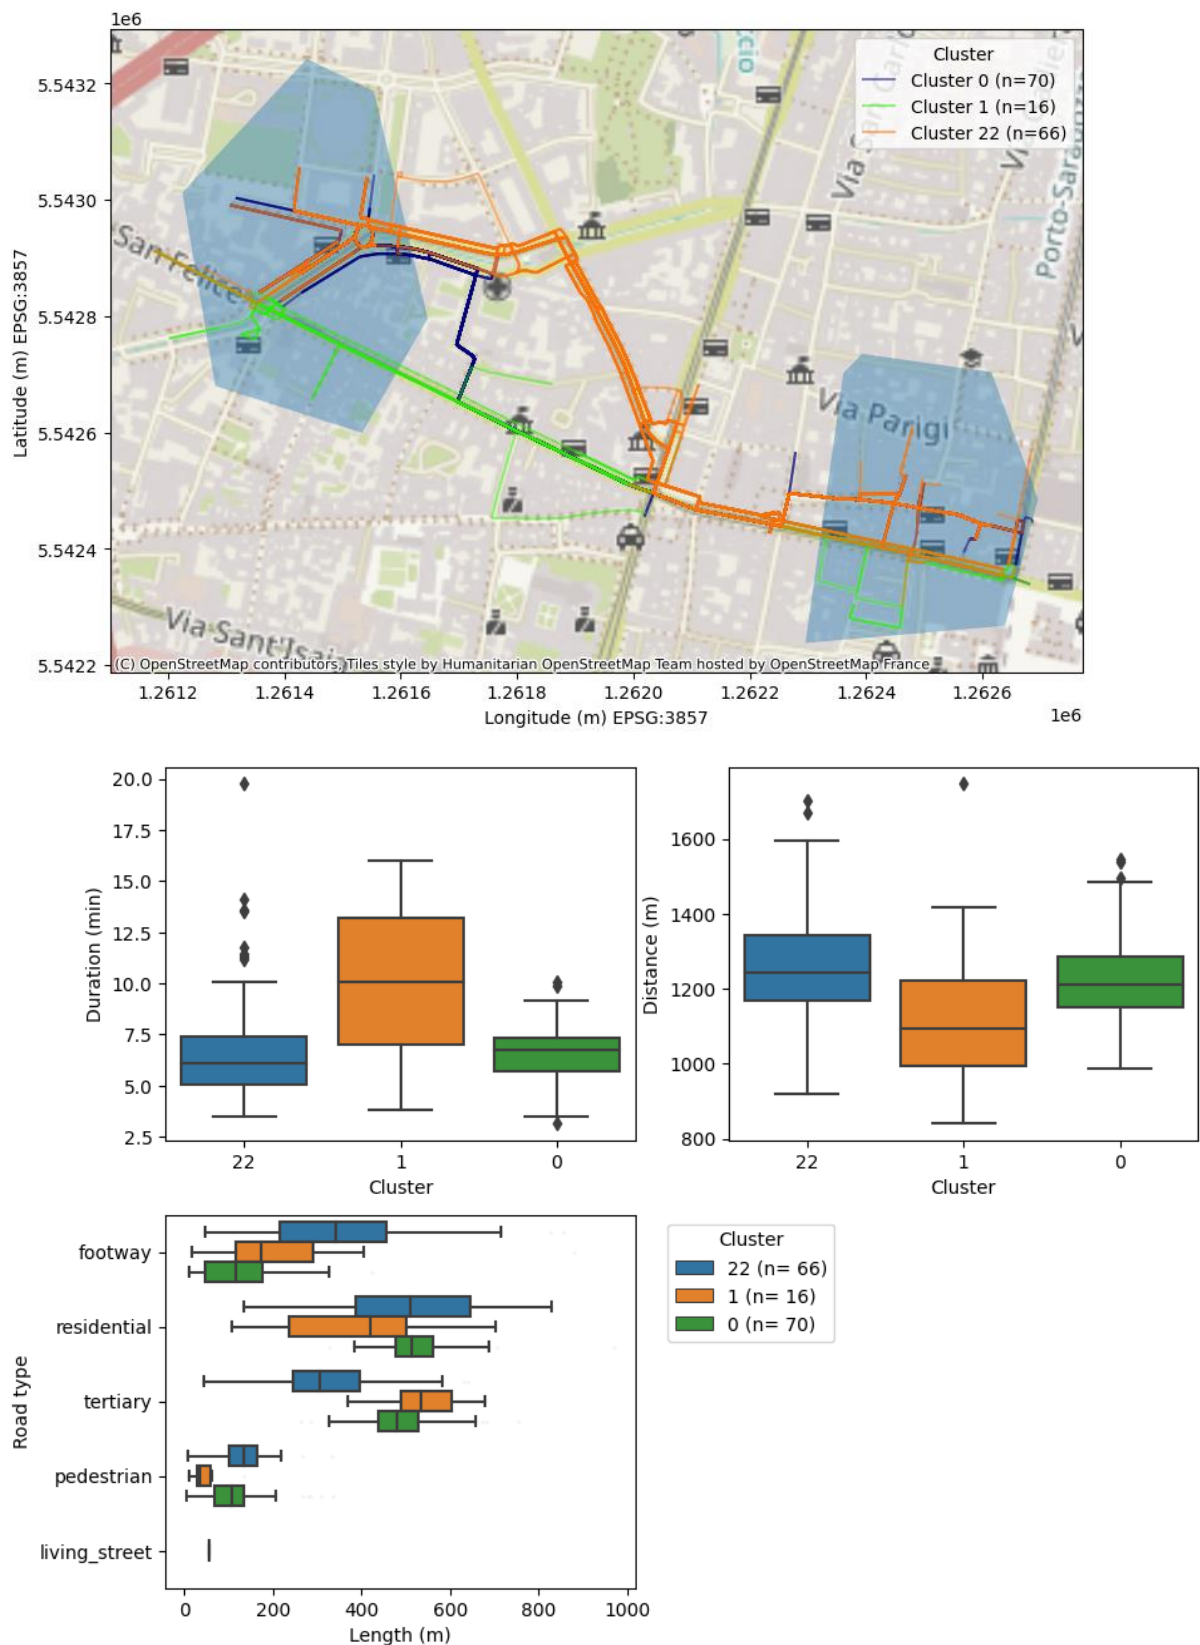 1e6
5.5432
5.5430
5.5428
5.5426
5.5424
5.5422
Latitude (m) EPSG:3857
Cluster
Cluster 0 (n=70)
Cluster 1 (n=16)
Cluster 22 (n=66)
San Felice
Via Parigi
Via Sant'Isaia
(C) OpenStreetMap contributors, Tiles style by Humanitarian OpenStreetMap Team hosted by OpenStreetMap France
1.2612 1.2614 1.2616 1.2618 1.2620 1.2622 1.2624 1.2626
Longitude (m) EPSG:3857
1e6
20.0
17.5
15.0
12.5
10.0
7.5
5.0
2.5
Duration (min)
22 1 0
Cluster
1600
1400
1200
1000
800
Distance (m)
22 1 0
Cluster
footway
residential
tertiary
pedestrian
living_street
Road type
0 200 400 600 800 1000
Length (m)
Cluster
22 (n= 66)
1 (n= 16)
0 (n= 70)